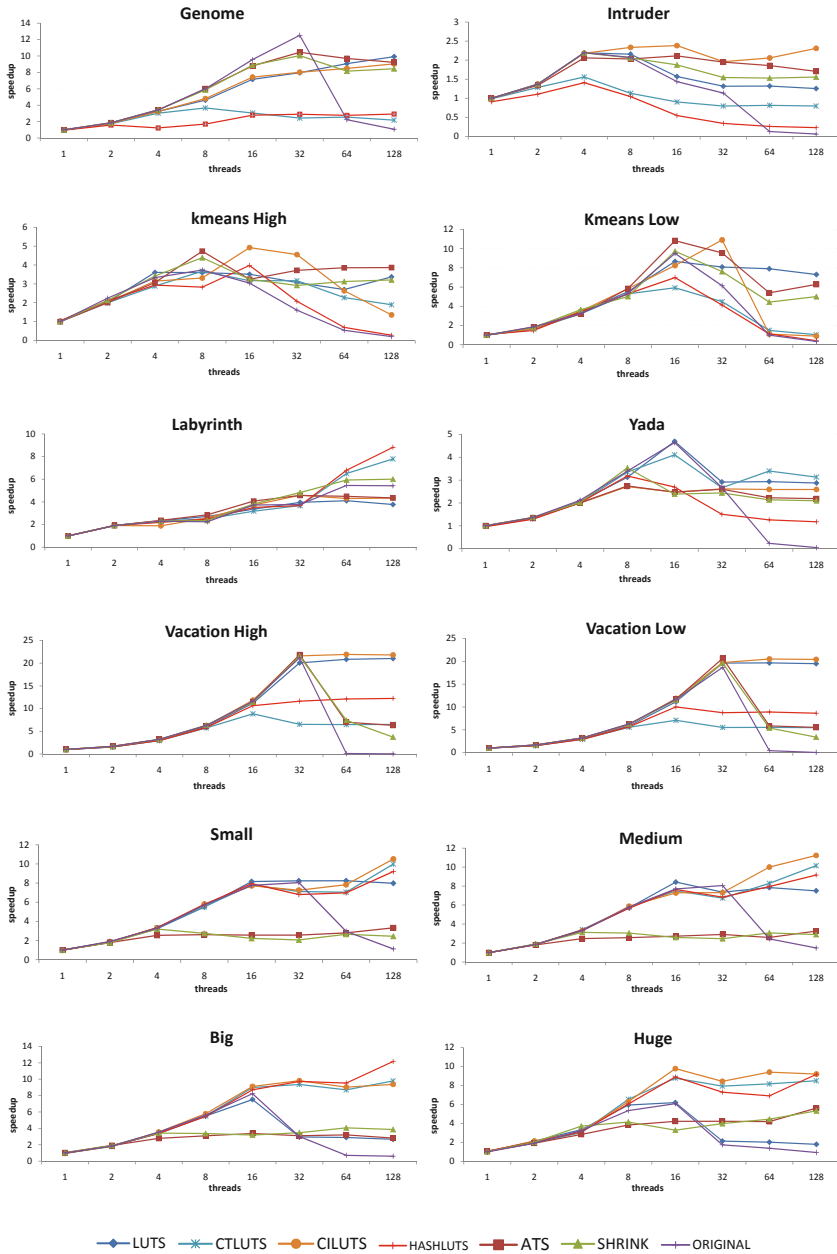 Genome
14
12
10
8
6
4
2
0
speedup
1 2 4 8 16 32 64 128
threads
Intruder
3
2.5
2
1.5
1
0.5
0
speedup
1 2 4 8 16 32 64 128
threads
kmeans High
6
5
4
3
2
1
0
speedup
1 2 4 8 16 32 64 128
threads
Kmeans Low
12
10
8
6
4
2
0
speedup
1 2 4 8 16 32 64 128
threads
Labyrinth
10
8
6
4
2
0
speedup
1 2 4 8 16 32 64 128
threads
Yada
5
4
3
2
1
0
speedup
1 2 4 8 16 32 64 128
threads
Vacation High
25
20
15
10
5
0
speedup
1 2 4 8 16 32 64 128
threads
Vacation Low
25
20
15
10
5
0
speedup
1 2 4 8 16 32 64 128
threads
Small
12
10
8
6
4
2
0
speedup
1 2 4 8 16 32 64 128
threads
Medium
12
10
8
6
4
2
0
speedup
1 2 4 8 16 32 64 128
threads
Big
14
12
10
8
6
4
2
0
speedup
1 2 4 8 16 32 64 128
threads
Huge
12
10
8
6
4
2
0
speedup
1 2 4 8 16 32 64 128
threads
LUTS CTLUTS CILUTS HASHLUTS ATS SHRINK ORIGINAL